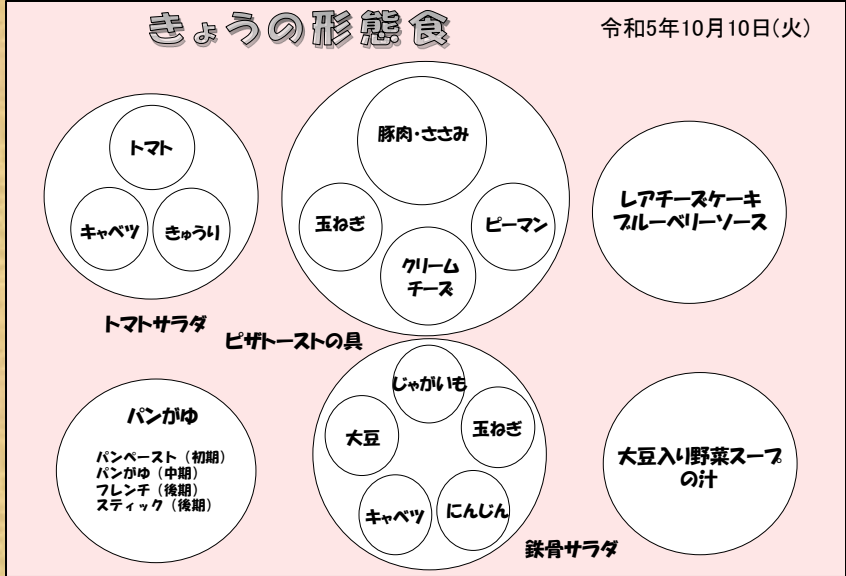 きょうの形態食
令和5年10月10日(火)
トマト
キャベツ
きゅうり
トマトサラダ
豚肉・ささみ
玉ねぎ
ピーマン
クリーム
チーズ
ピザトーストの具
レアチーズケーキ
ブルーベリーソース
パンがゆ
パンペースト（初期）
パンがゆ（中期）
フレンチ（後期）
スティック（後期）
じゃがいも
大豆
玉ねぎ
キャベツ
にんじん
鉄骨サラダ
大豆入り野菜スープ
の汁